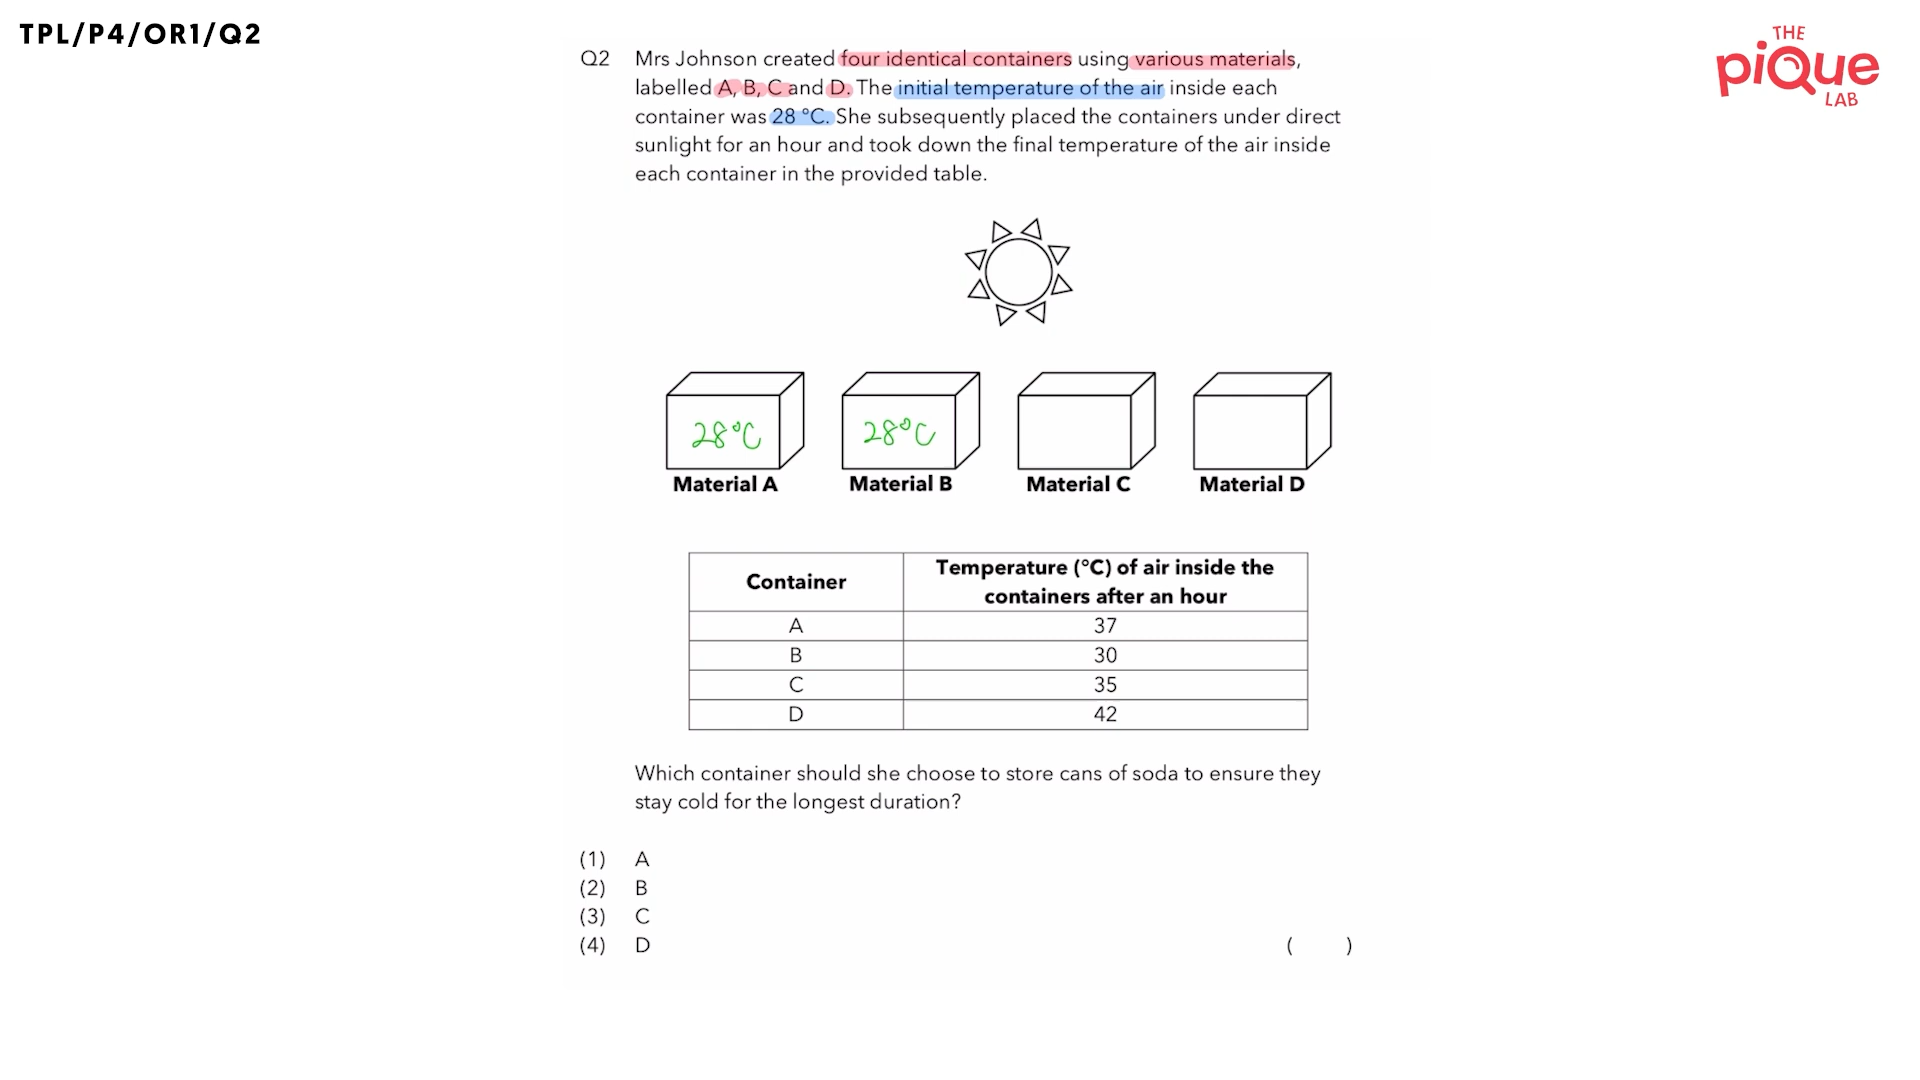 TPL/P4/OR1/Q2
THE
piQue
LAB
Q2 Mrs Johnson created four identical containers using various materials,
labelled A, B, C and D. The initial temperature of the air inside each
container was 28 °C. She subsequently placed the containers under direct
sunlight for an hour and took down the final temperature of the air inside
each container in the provided table.
28°C 28°C
Material A Material B Material C Material D
Container Temperature (°C) of air inside the
containers after an hour
A 37
B 30
C 35
D 42
Which container should she choose to store cans of soda to ensure they
stay cold for the longest duration?
(1) A
(2) B
(3) C
(4) D ( )